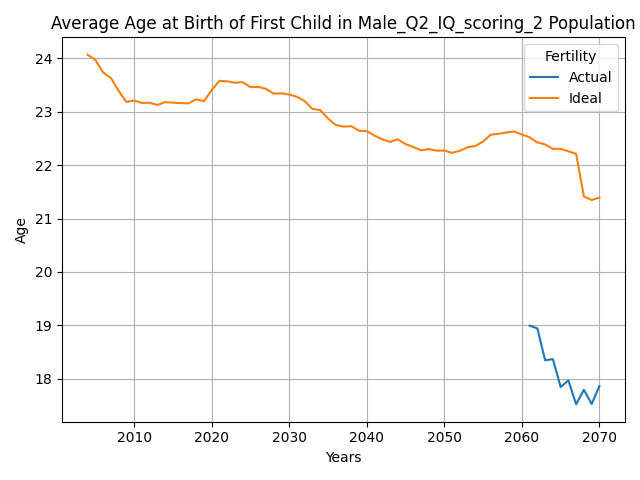 Average Age at Birth of First Child in Male_Q2_IQ_scoring_2 Population
Fertility
Actual
Ideal
24
23
22
21
20
19
18
Age
2010 2020 2030 2040 2050 2060 2070
Years